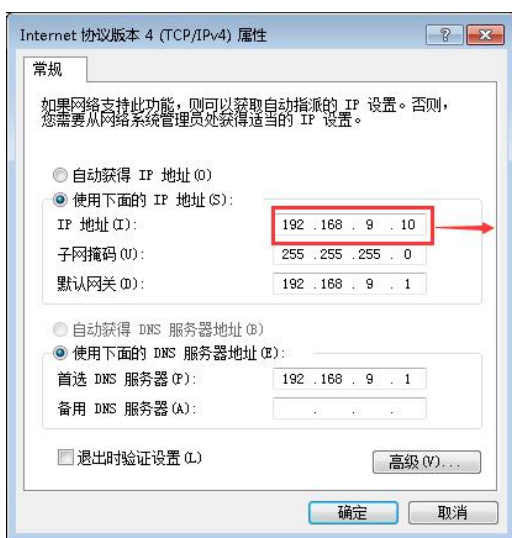 Internet 协议版本 4 (TCP/IPv4) 属性
常规
如果网络支持此功能，则可以获取自动指派的 IP 设置。否则，
您需要从网络系统管理员处获得适当的 IP 设置。
自动获得 IP 地址(O)
使用下面的 IP 地址(S):
IP 地址(I): 192 .168 . 9 . 10
子网掩码(U): 255 .255 .255 . 0
默认网关(D): 192 .168 . 9 . 1
自动获得 DNS 服务器地址(B)
使用下面的 DNS 服务器地址(E):
首选 DNS 服务器(P): 192 .168 . 9 . 1
备用 DNS 服务器(A): . . .
退出时验证设置(L)
高级(V)...
确定 取消